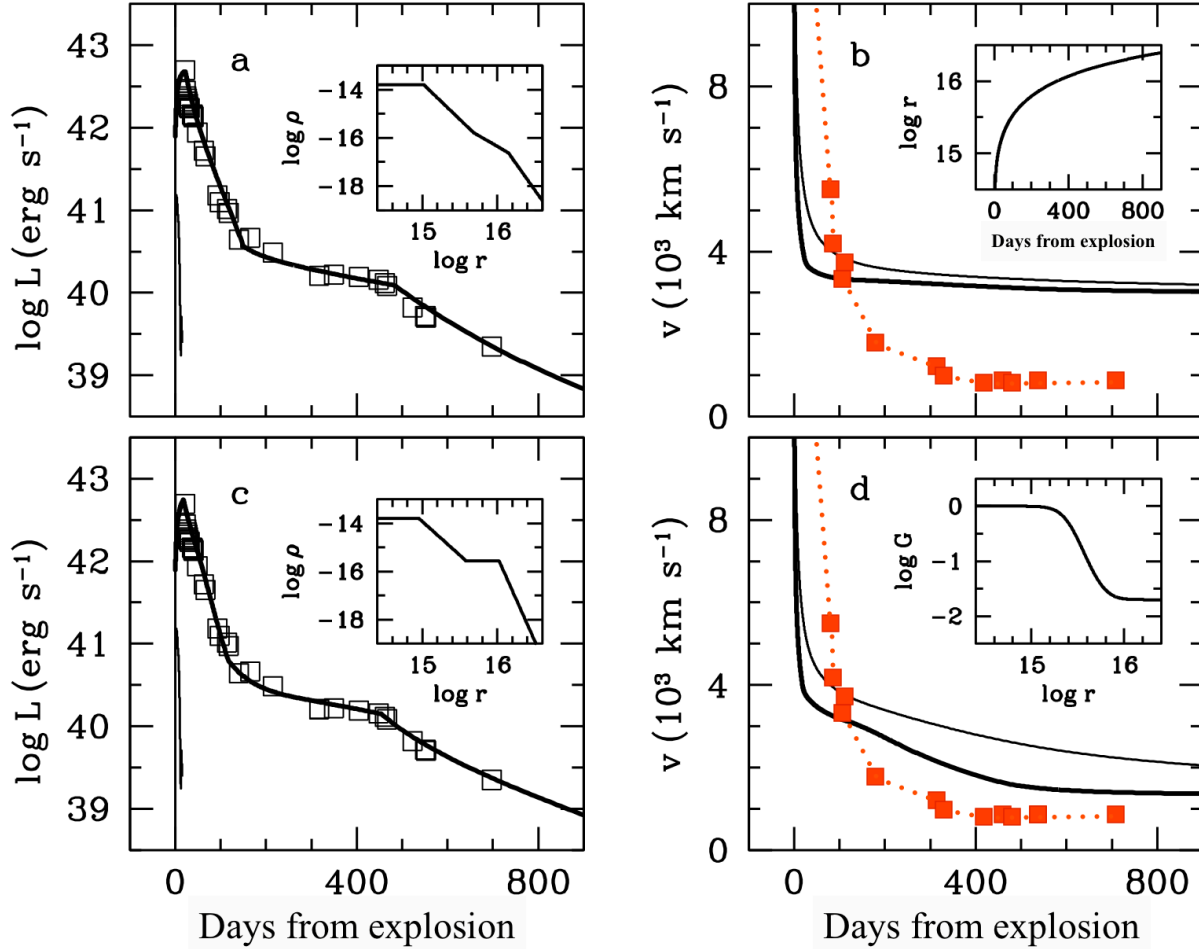 a
log L (erg s⁻¹)
43
42
41
40
39
log ρ
−14
−16
−18
15 16
log r
b
v (10³ km s⁻¹)
8
4
0
log r
16
15
0 400 800
Days from explosion
c
log L (erg s⁻¹)
43
42
41
40
39
0 400 800
Days from explosion
log ρ
−14
−16
−18
15 16
log r
d
v (10³ km s⁻¹)
8
4
0
0 400 800
Days from explosion
log G
0
−1
−2
15 16
log r